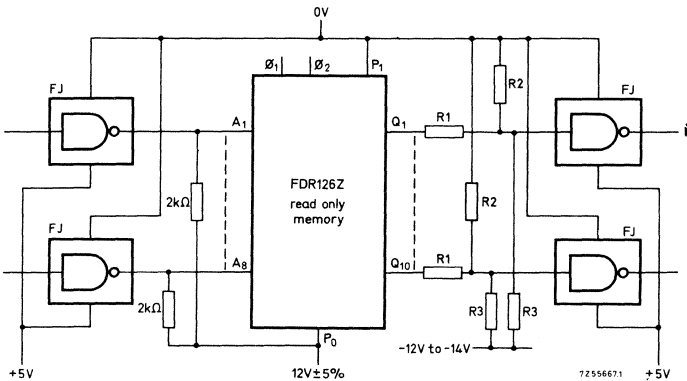 0V
Ø1 Ø2 P1
FJ
R2
FJ
A1
Q1
R1
2kΩ
FDR126Z
read only
memory
R2
FJ
FJ
A8
Q10
R1
2kΩ
R3
R3
P0
-12V to -14V
+5V
12V±5%
7Z55667.1
+5V